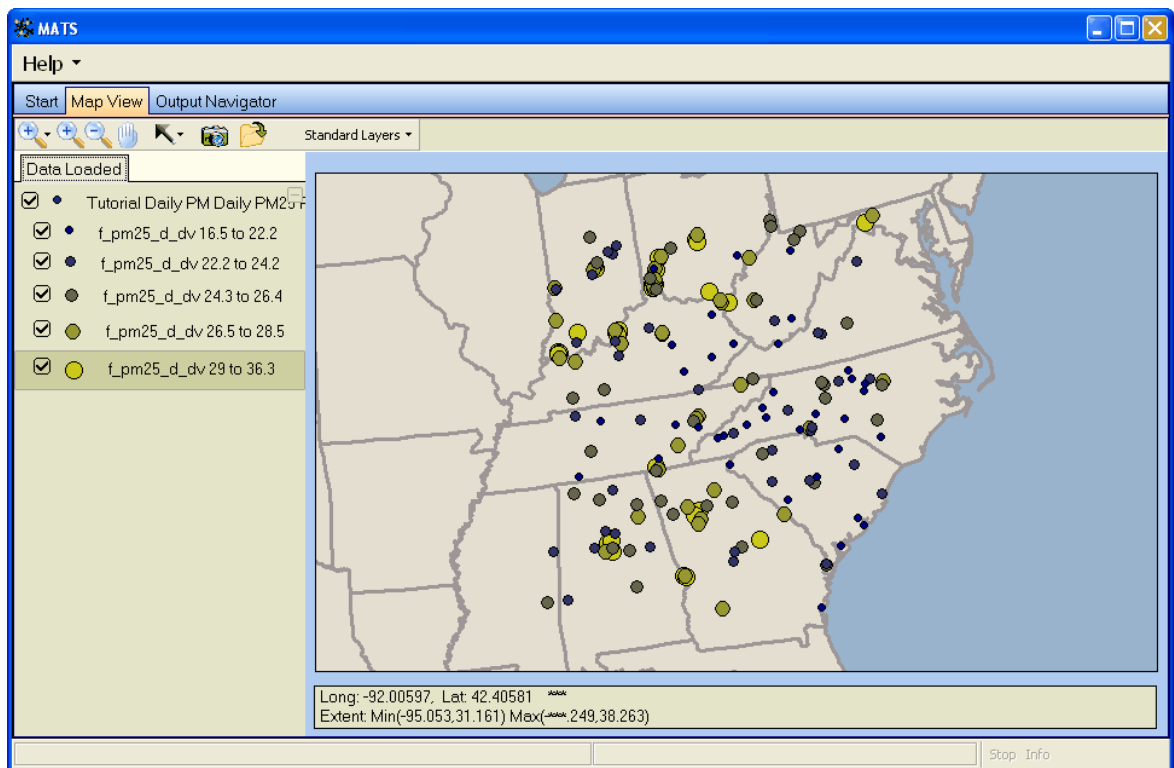 MATS
Help
Start Map View Output Navigator
Standard Layers
Data Loaded
Tutorial Daily PM Daily PM25
f_pm25_d_dv 16.5 to 22.2
f_pm25_d_dv 22.2 to 24.2
f_pm25_d_dv 24.3 to 26.4
f_pm25_d_dv 26.5 to 28.5
f_pm25_d_dv 29 to 36.3
Long: -92.00597, Lat: 42.40581 ***
Extent: Min(-95.053,31.161) Max(-***.249,38.263)
Stop Info